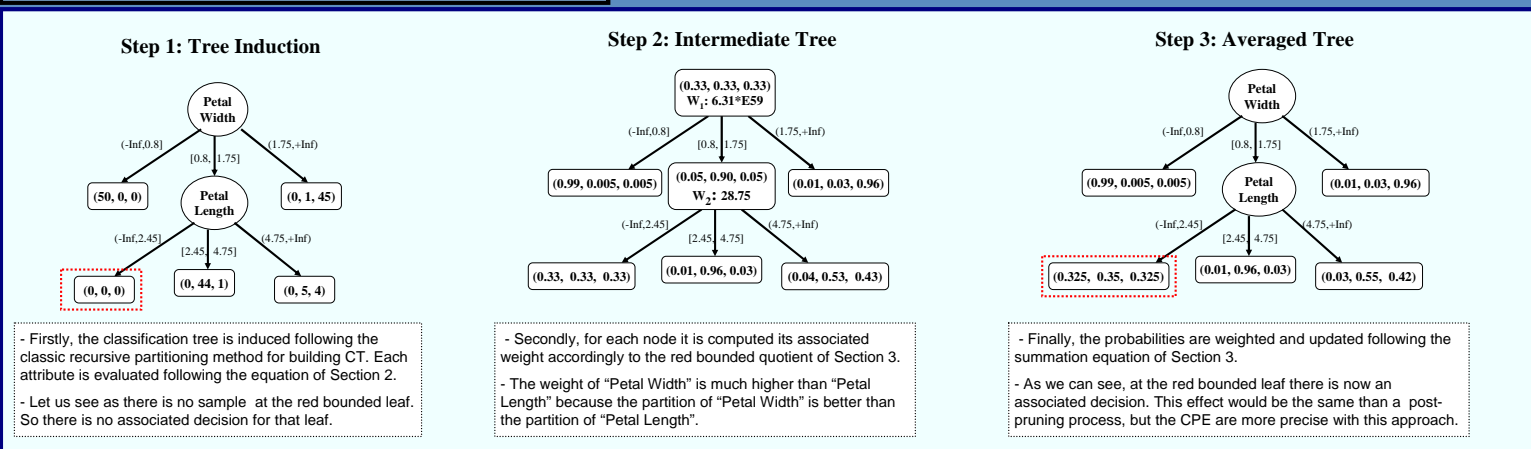 Step 1: Tree Induction
Petal
Width
(-Inf,0.8]
[0.8, 1.75]
(1.75,+Inf)
(50, 0, 0)
Petal
Length
(0, 1, 45)
(-Inf,2.45]
[2.45, 4.75]
(4.75,+Inf)
(0, 0, 0)
(0, 44, 1)
(0, 5, 4)
- Firstly, the classification tree is induced following the
classic recursive partitioning method for building CT. Each
attribute is evaluated following the equation of Section 2.
- Let us see as there is no sample at the red bounded leaf.
So there is no associated decision for that leaf.
Step 2: Intermediate Tree
(0.33, 0.33, 0.33)
W1: 6.31*E59
(-Inf,0.8]
[0.8, 1.75]
(1.75,+Inf)
(0.99, 0.005, 0.005)
(0.05, 0.90, 0.05)
W2: 28.75
(0.01, 0.03, 0.96)
(-Inf,2.45]
[2.45, 4.75]
(4.75,+Inf)
(0.33, 0.33, 0.33)
(0.01, 0.96, 0.03)
(0.04, 0.53, 0.43)
- Secondly, for each node it is computed its associated
weight accordly to the red bounded quotient of Section 3.
- The weight of “Petal Width” is much higher than “Petal
Length” because the partition of “Petal Width” is better than
the partition of “Petal Length”.
Step 3: Averaged Tree
Petal
Width
(-Inf,0.8]
[0.8, 1.75]
(1.75,+Inf)
(0.99, 0.005, 0.005)
Petal
Length
(0.01, 0.03, 0.96)
(-Inf,2.45]
[2.45, 4.75]
(4.75,+Inf)
(0.325, 0.35, 0.325)
(0.01, 0.96, 0.03)
(0.03, 0.55, 0.42)
- Finally, the probabilities are weighted and updated following the
summation equation of Section 3.
- As we can see, at the red bounded leaf there is now an
associated decision. This effect would be the same than a post-
pruning process, but the CPE are more precise with this approach.